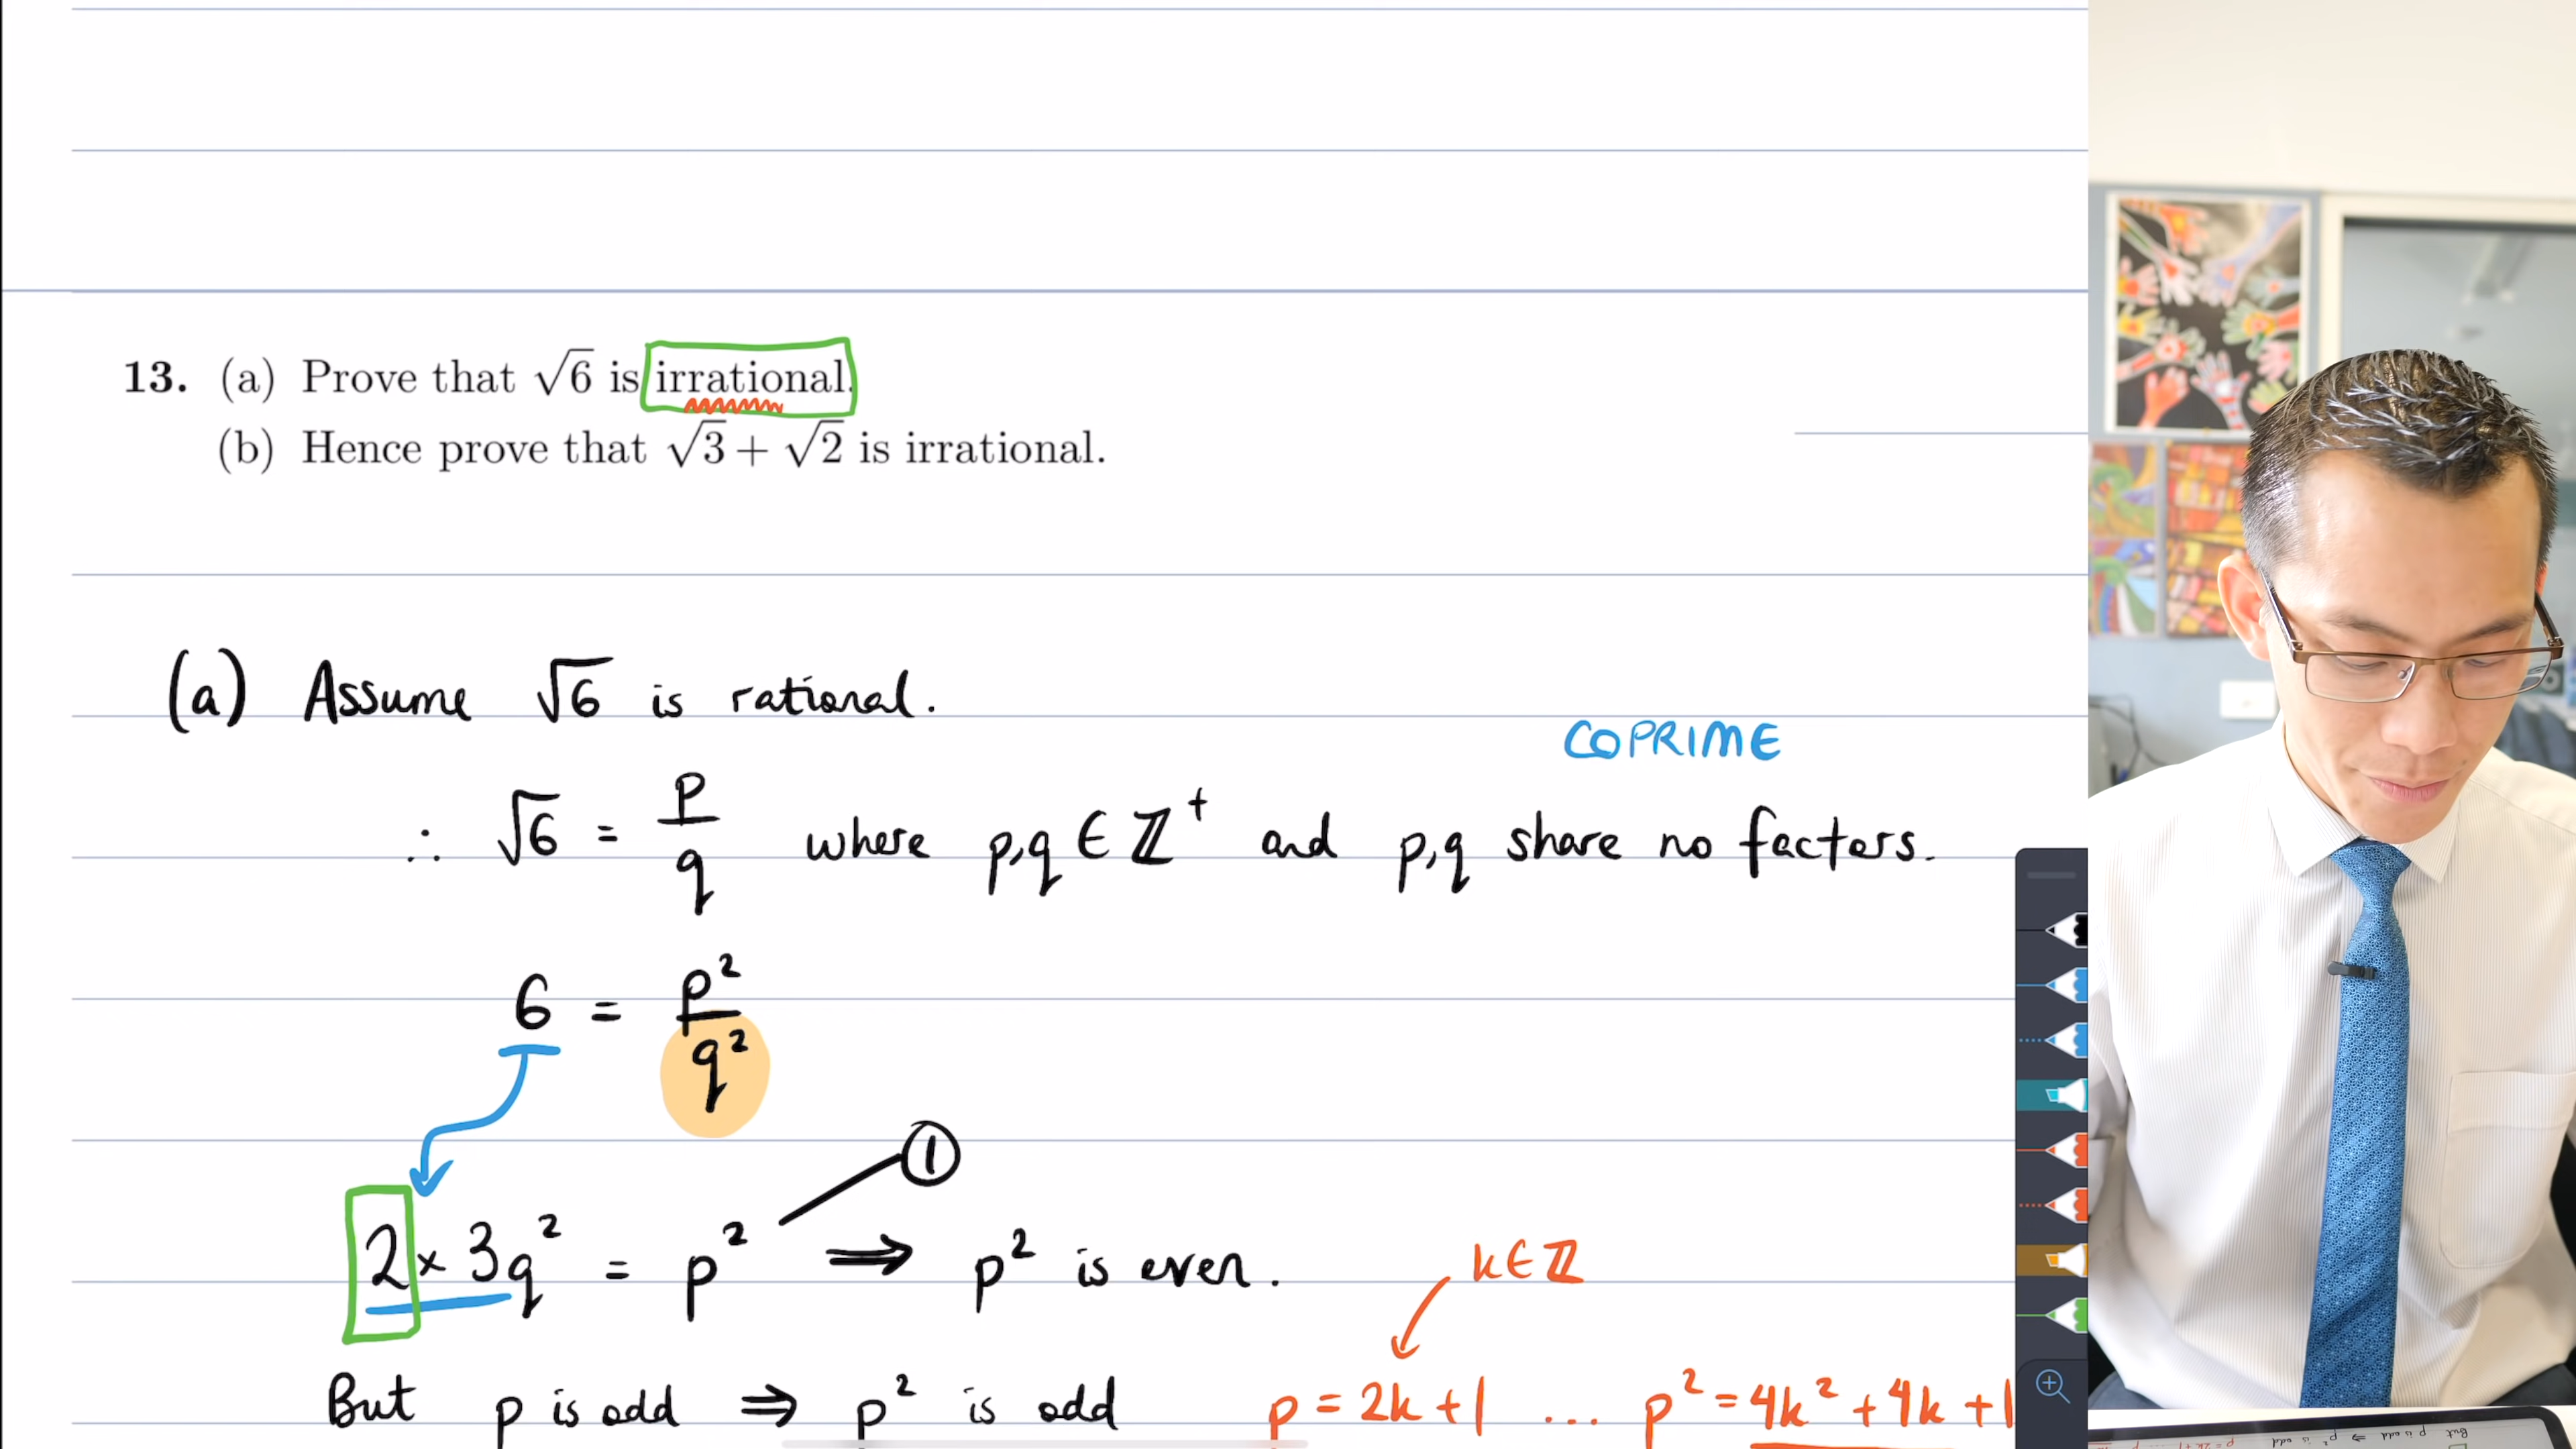 13. (a) Prove that √6 is irrational.
(b) Hence prove that √3 + √2 is irrational.
(a) Assume √6 is rational.
COPRIME
∴ √6 = p/q where p,q ∈ ℤ⁺ and p,q share no factors.
6 = p²/q²
①
2 × 3q² = p² ⇒ p² is even.
k∈ℤ
But p is odd ⇒ p² is odd p = 2k+1 ... p² = 4k² + 4k + 1